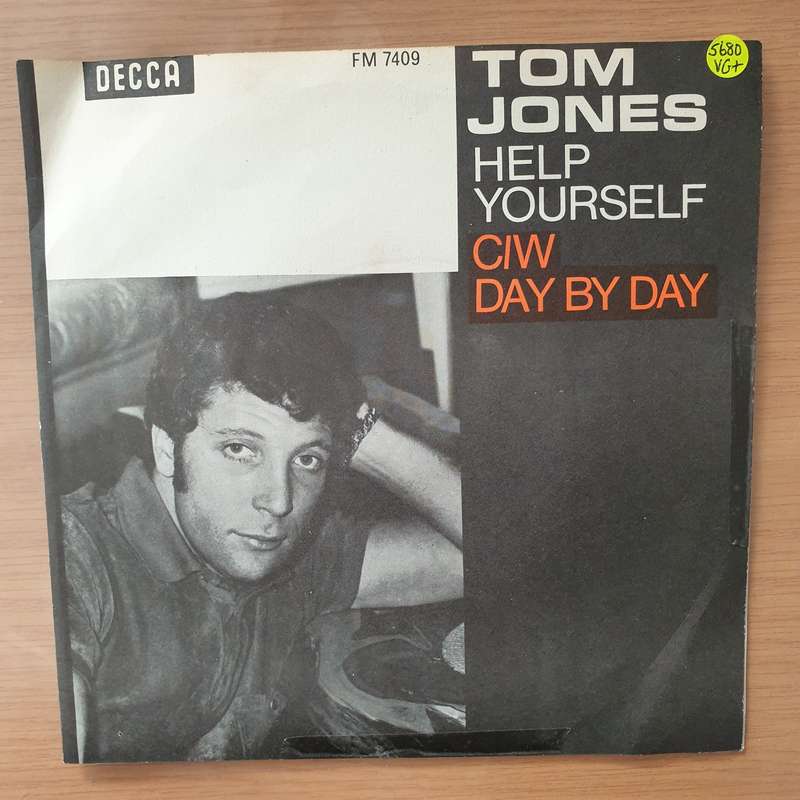 DECCA
FM 7409
5680
VG+
TOM
JONES
HELP
YOURSELF
C/W
DAY BY DAY